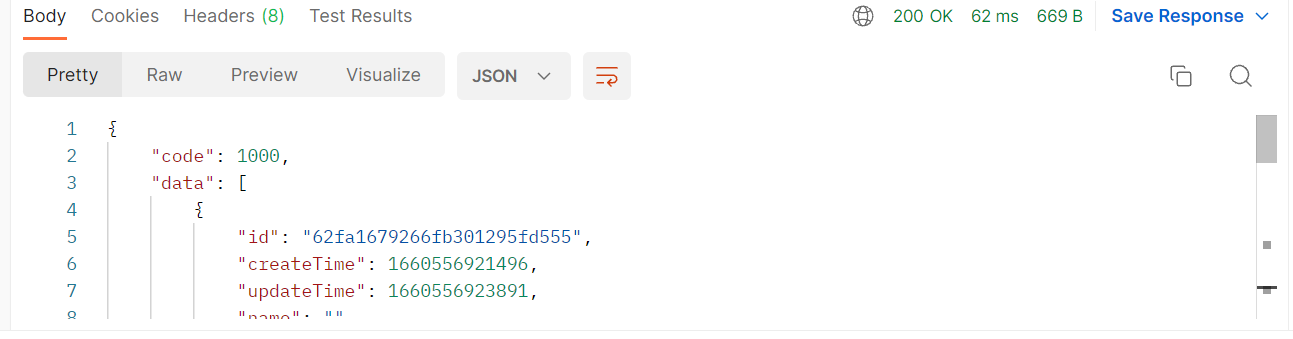 Body Cookies Headers (8) Test Results 200 OK 62 ms 669 B Save Response
Pretty Raw Preview Visualize JSON
1 {
2 "code": 1000,
3 "data": [
4 {
5 "id": "62fa1679266fb301295fd555",
6 "createTime": 1660556921496,
7 "updateTime": 1660556923891,
8 "name": ""